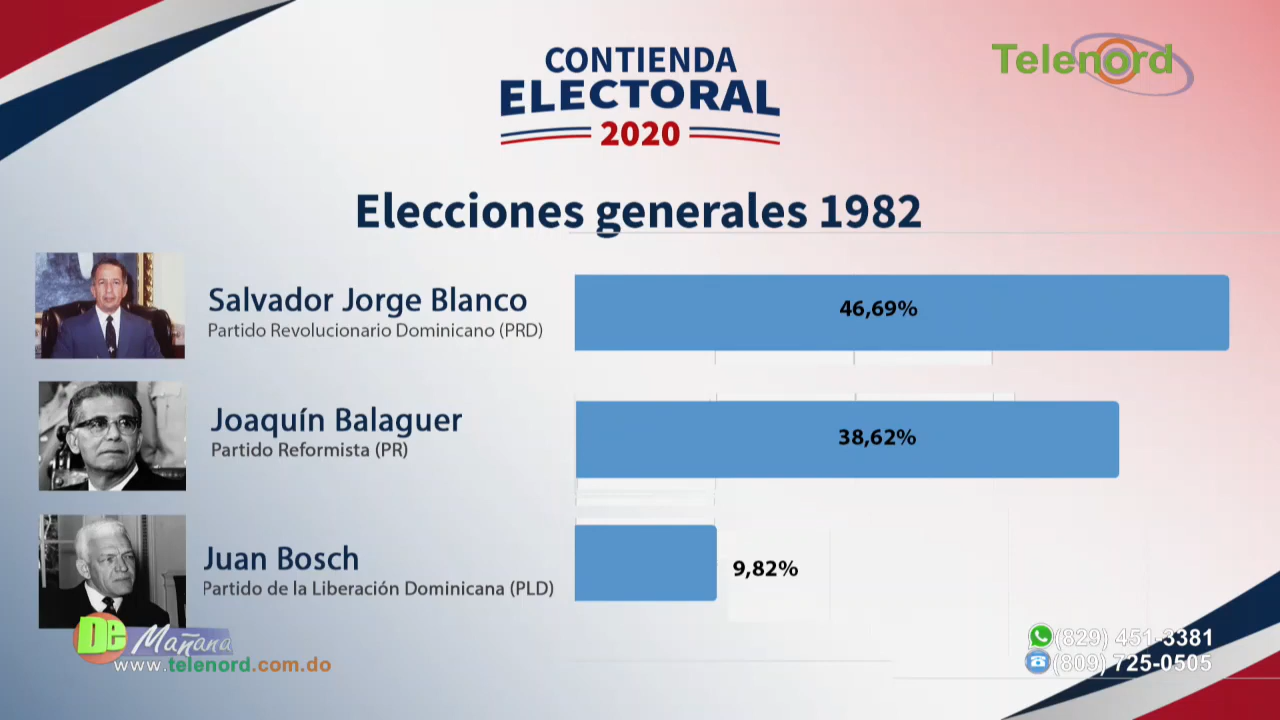 CONTIENDA
ELECTORAL
2020
Telenord
Elecciones generales 1982
Salvador Jorge Blanco
Partido Revolucionario Dominicano (PRD)
46,69%
Joaquín Balaguer
Partido Reformista (PR)
38,62%
Juan Bosch
Partido de la Liberación Dominicana (PLD)
9,82%
De Mañana
www.telenord.com.do
(829) 451-3381
(809) 725-0505